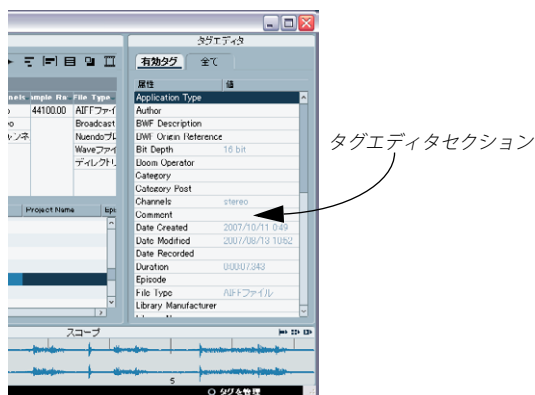 タグエディタ
有効タグ 全て
属性 値
Application Type
Author
BWF Description
BWF Origin Reference
Bit Depth 16 bit
Boom Operator
Category
Category Post
Channels stereo
Comment
Date Created 2007/10/11 0:49
Date Modified 2007/08/13 10:52
Date Recorded
Duration 0:00:07.343
Episode
File Type AIFFファイル
Library Manufacturer
タグエディタセクション
File Type
44100.00 AIFFファイ
Broadcast
ンネ Nuendoプレ
Waveファイ
ディレクトリ
Project Name Epi
スコープ
5
タグを管理